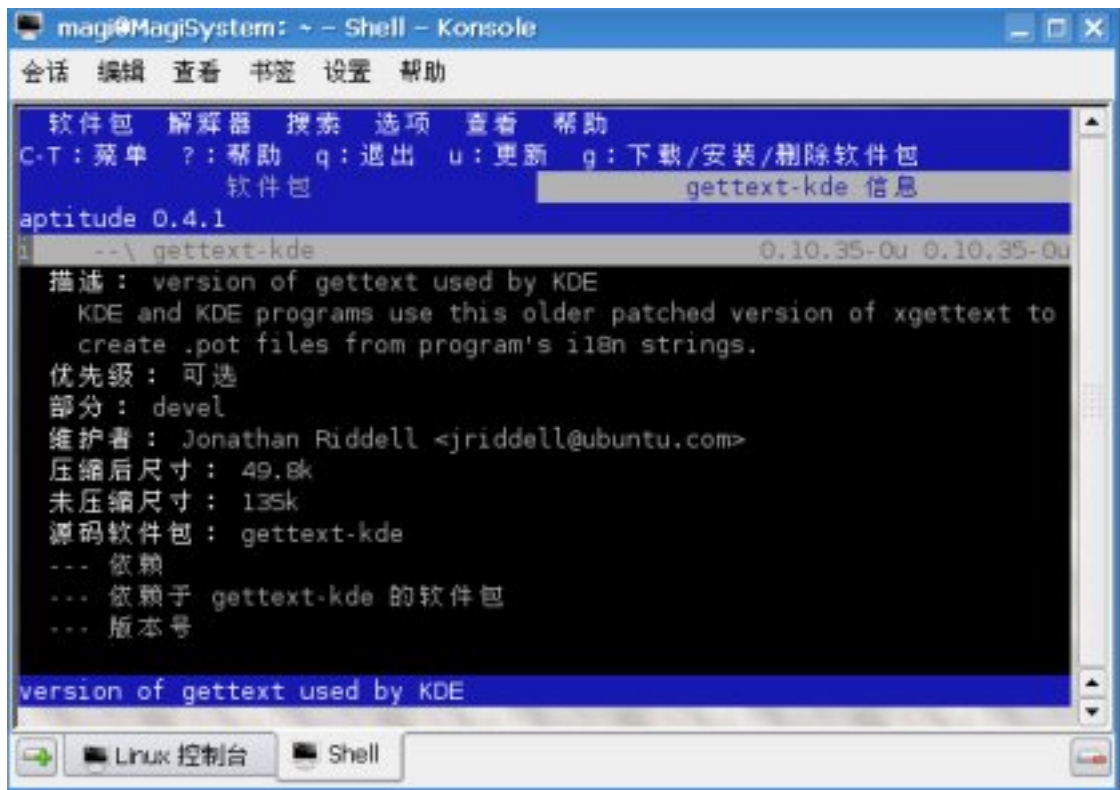 magi@MagiSystem: ~ - Shell - Konsole
会话 编辑 查看 书签 设置 帮助
软件包 解算器 搜索 选项 查看 帮助
C-T：菜单 ?：帮助 q：退出 u：更新 g：下载/安装/删除软件包
软件包 gettext-kde 信息
aptitude 0.4.1
i --\ gettext-kde 0.10.35-0u 0.10.35-0u
描述： version of gettext used by KDE
KDE and KDE programs use this older patched version of xgettext to
create .pot files from program's i18n strings.
优先级： 可选
部分： devel
维护者： Jonathan Riddell <jriddell@ubuntu.com>
压缩后尺寸： 49.8k
未压缩尺寸： 135k
源码软件包： gettext-kde
--- 依赖
--- 依赖于 gettext-kde 的软件包
--- 版本号
version of gettext used by KDE
Linux 控制台 Shell